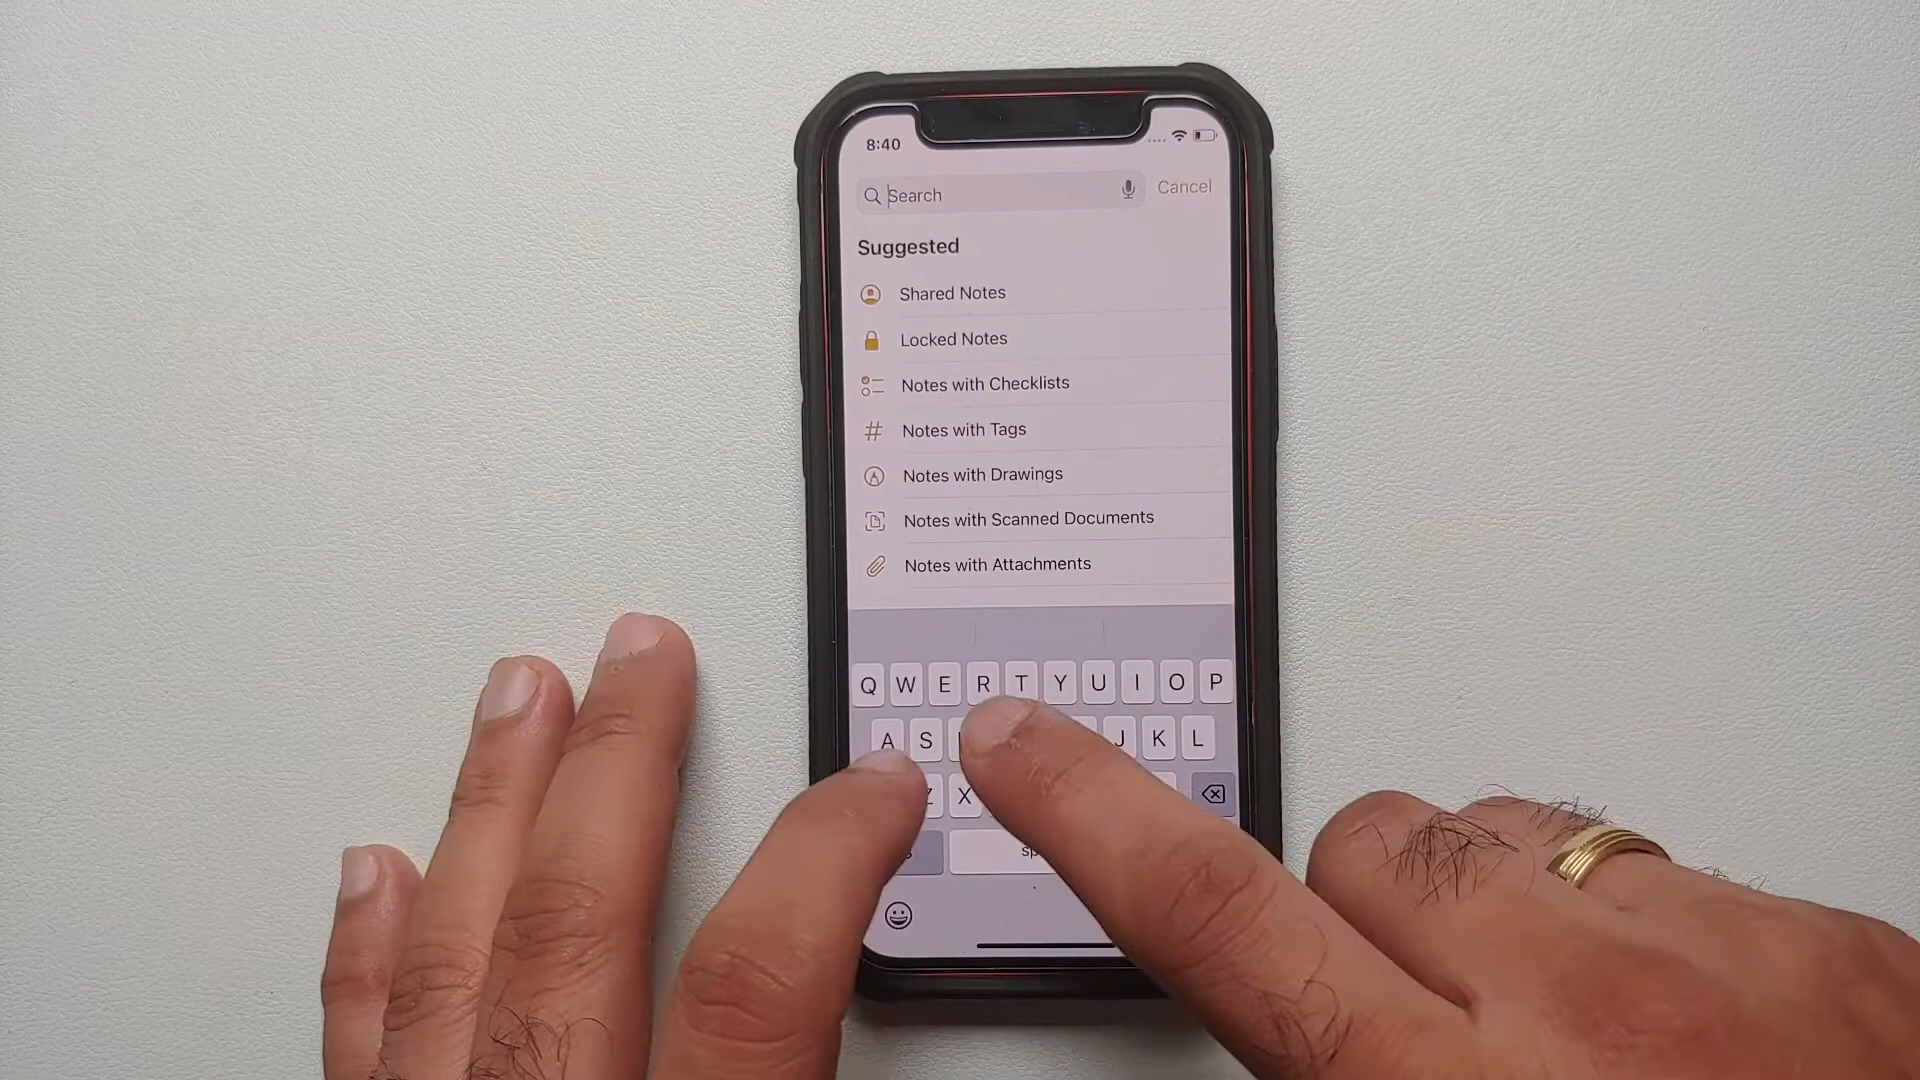 8:40
Search
Cancel
Suggested
Shared Notes
Locked Notes
Notes with Checklists
# Notes with Tags
Notes with Drawings
Notes with Scanned Documents
Notes with Attachments
Q W E R T Y U I O P
A S J K L
Z X